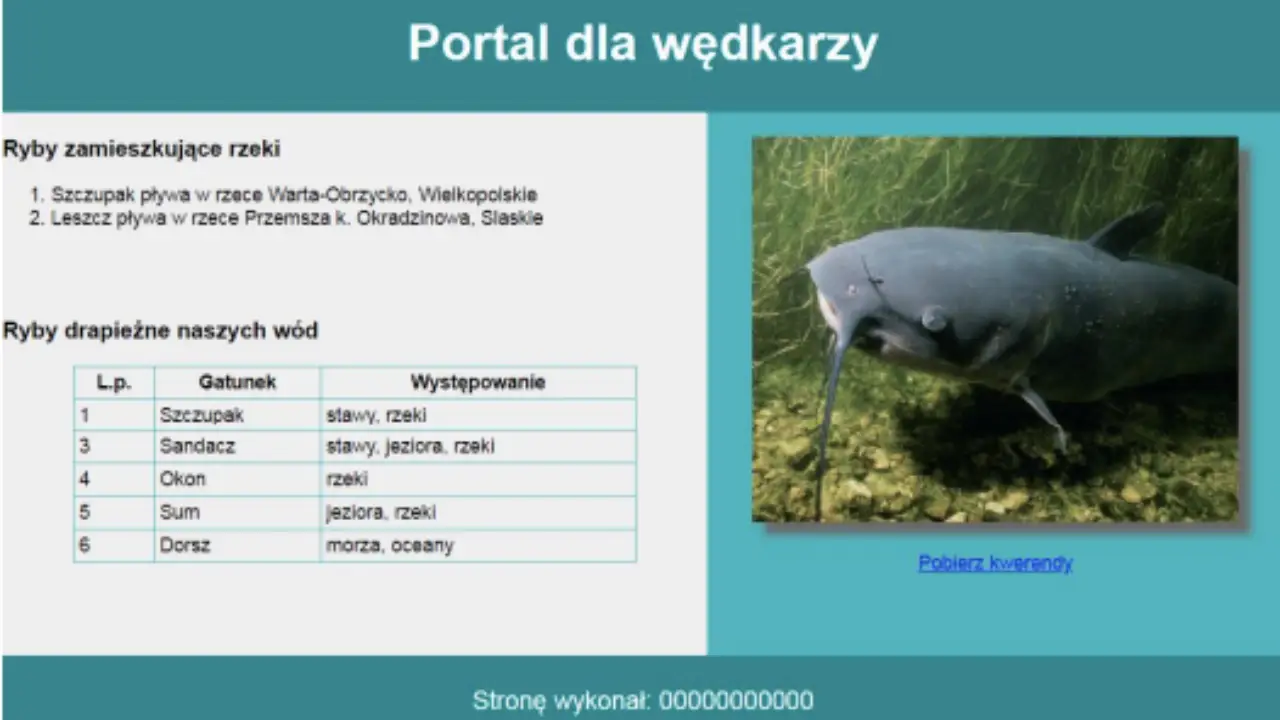 Portal dla wędkarzy
Ryby zamieszkujące rzeki
1. Szczupak pływa w rzece Warta-Obrzycko, Wielkopolskie
2. Leszcz pływa w rzece Przemsza k. Okradzinowa, Slaskie
Ryby drapieżne naszych wód
L.p. Gatunek Występowanie
1 Szczupak stawy, rzeki
3 Sandacz stawy, jeziora, rzeki
4 Okon rzeki
5 Sum jeziora, rzeki
6 Dorsz morza, oceany
Pobierz kwerendy
Stronę wykonał: 00000000000